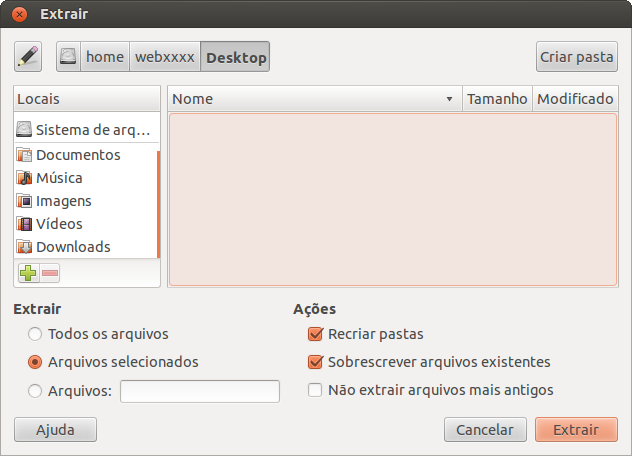 Extrair
home webxxxx Desktop Criar pasta
Locais Nome Tamanho Modificado
Sistema de arq...
Documentos
Música
Imagens
Vídeos
Downloads
Extrair Ações
Todos os arquivos Recriar pastas
Arquivos selecionados Sobrescrever arquivos existentes
Arquivos: Não extrair arquivos mais antigos
Ajuda Cancelar Extrair